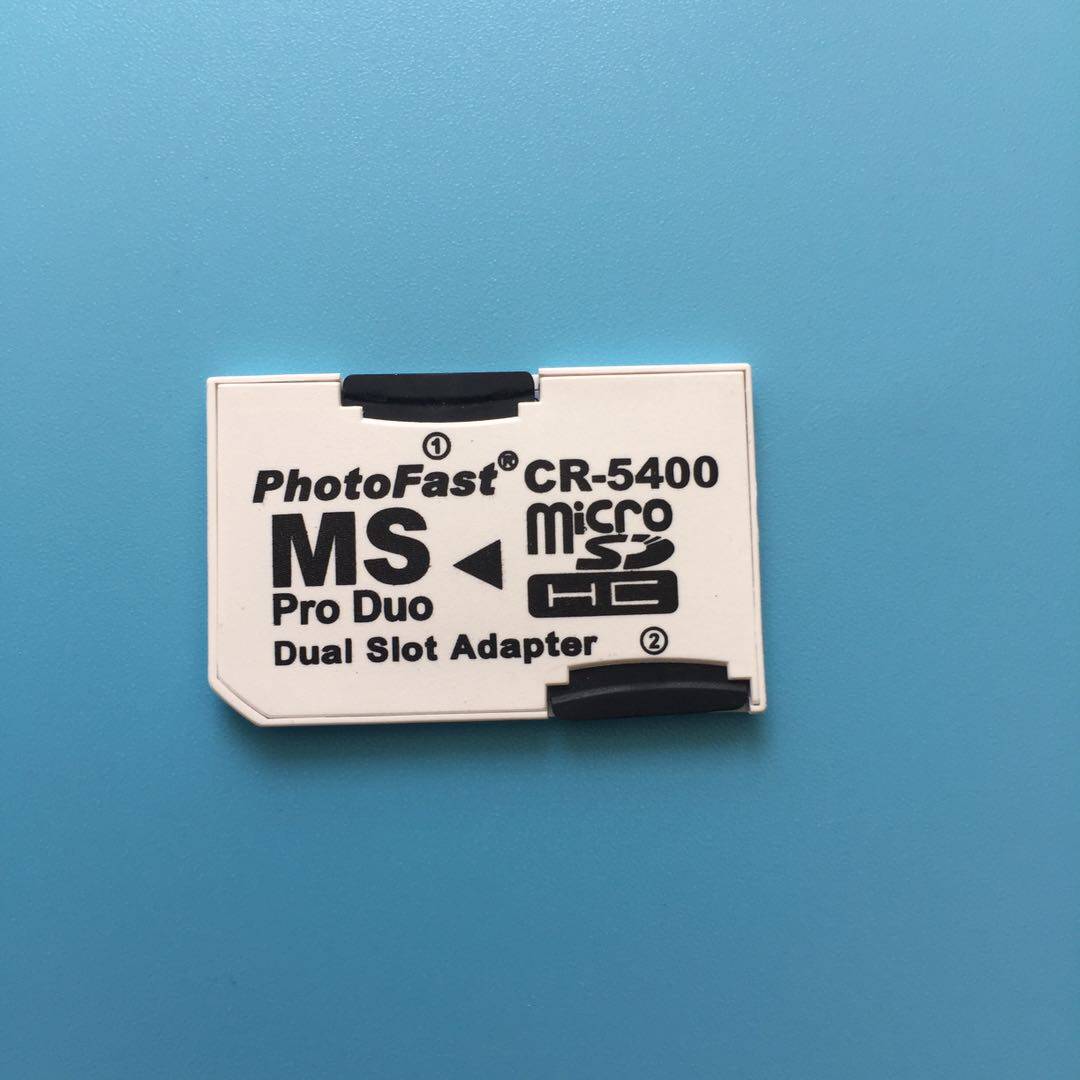 ①
PhotoFast® CR-5400
MS
Pro Duo
micro
SD
HC
Dual Slot Adapter
②